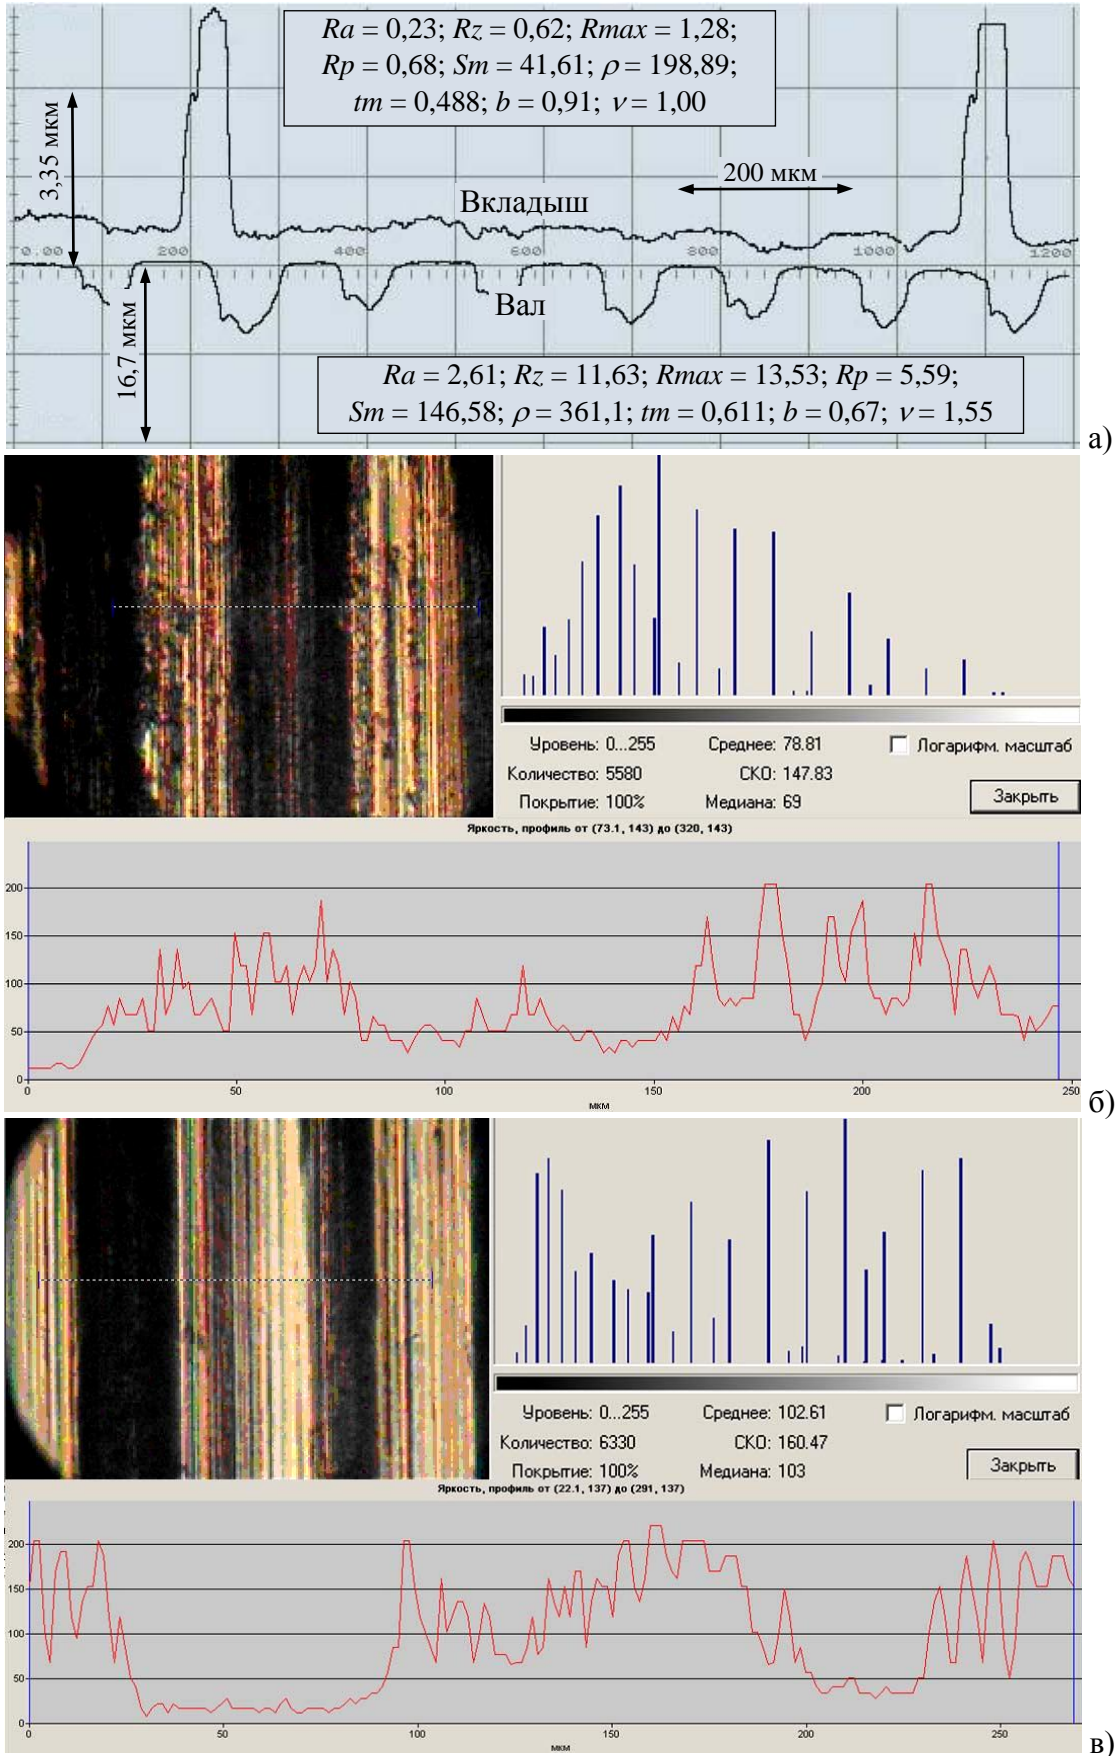 Ra = 0,23; Rz = 0,62; Rmax = 1,28;
Rp = 0,68; Sm = 41,61; ρ = 198,89;
tm = 0,488; b = 0,91; ν = 1,00
3,35 мкм
200 мкм
Вкладыш
0.00 200 400 600 800 1000 1200
Вал
16,7 мкм
Ra = 2,61; Rz = 11,63; Rmax = 13,53; Rp = 5,59;
Sm = 146,58; ρ = 361,1; tm = 0,611; b = 0,67; ν = 1,55
а)
Уровень: 0...255 Среднее: 78.81 Логарифм. масштаб
Количество: 5580 СКО: 147.83
Покрытие: 100% Медиана: 69 Закрыть
Яркость, профиль от (73.1, 143) до (320, 143)
200
150
100
50
0
0 50 100 150 200 250
мкм
б)
Уровень: 0...255 Среднее: 102.61 Логарифм. масштаб
Количество: 6330 СКО: 160.47
Покрытие: 100% Медиана: 103 Закрыть
Яркость, профиль от (22.1, 137) до (291, 137)
200
150
100
50
0
0 50 100 150 200 250
мкм
в)